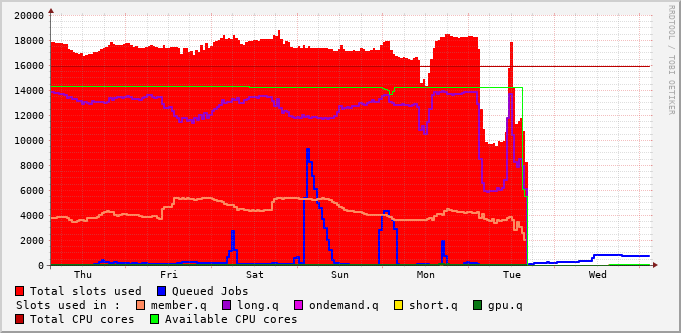 20000
18000
16000
14000
12000
10000
8000
6000
4000
2000
0
Thu Fri Sat Sun Mon Tue Wed
RRDTOOL / TOBI OETIKER
Total slots used Queued Jobs
Slots used in : member.q long.q ondemand.q short.q gpu.q
Total CPU cores Available CPU cores